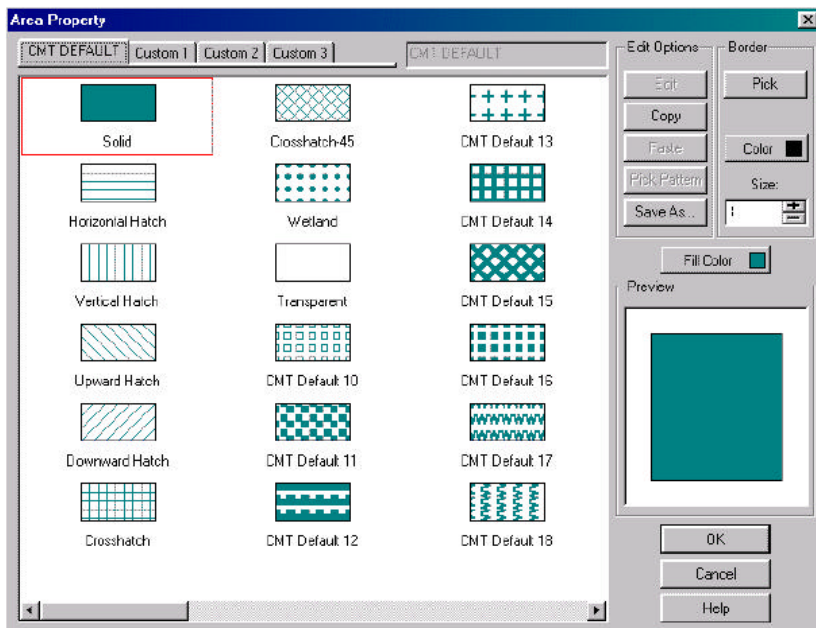 Area Property
CMT DEFAULT Custom 1 Custom 2 Custom 3 CMT DEFAULT
Solid Crosshatch-45 CMT Default 13
Horizontal Hatch Wetland CMT Default 14
Vertical Hatch Transparent CMT Default 15
Upward Hatch CMT Default 10 CMT Default 16
Downward Hatch CMT Default 11 CMT Default 17
Crosshatch CMT Default 12 CMT Default 18
Edit Options
Edit
Copy
Paste
Pick Pattern
Save As...
Border
Pick
Color
Size:
1
Fill Color
Preview
OK
Cancel
Help